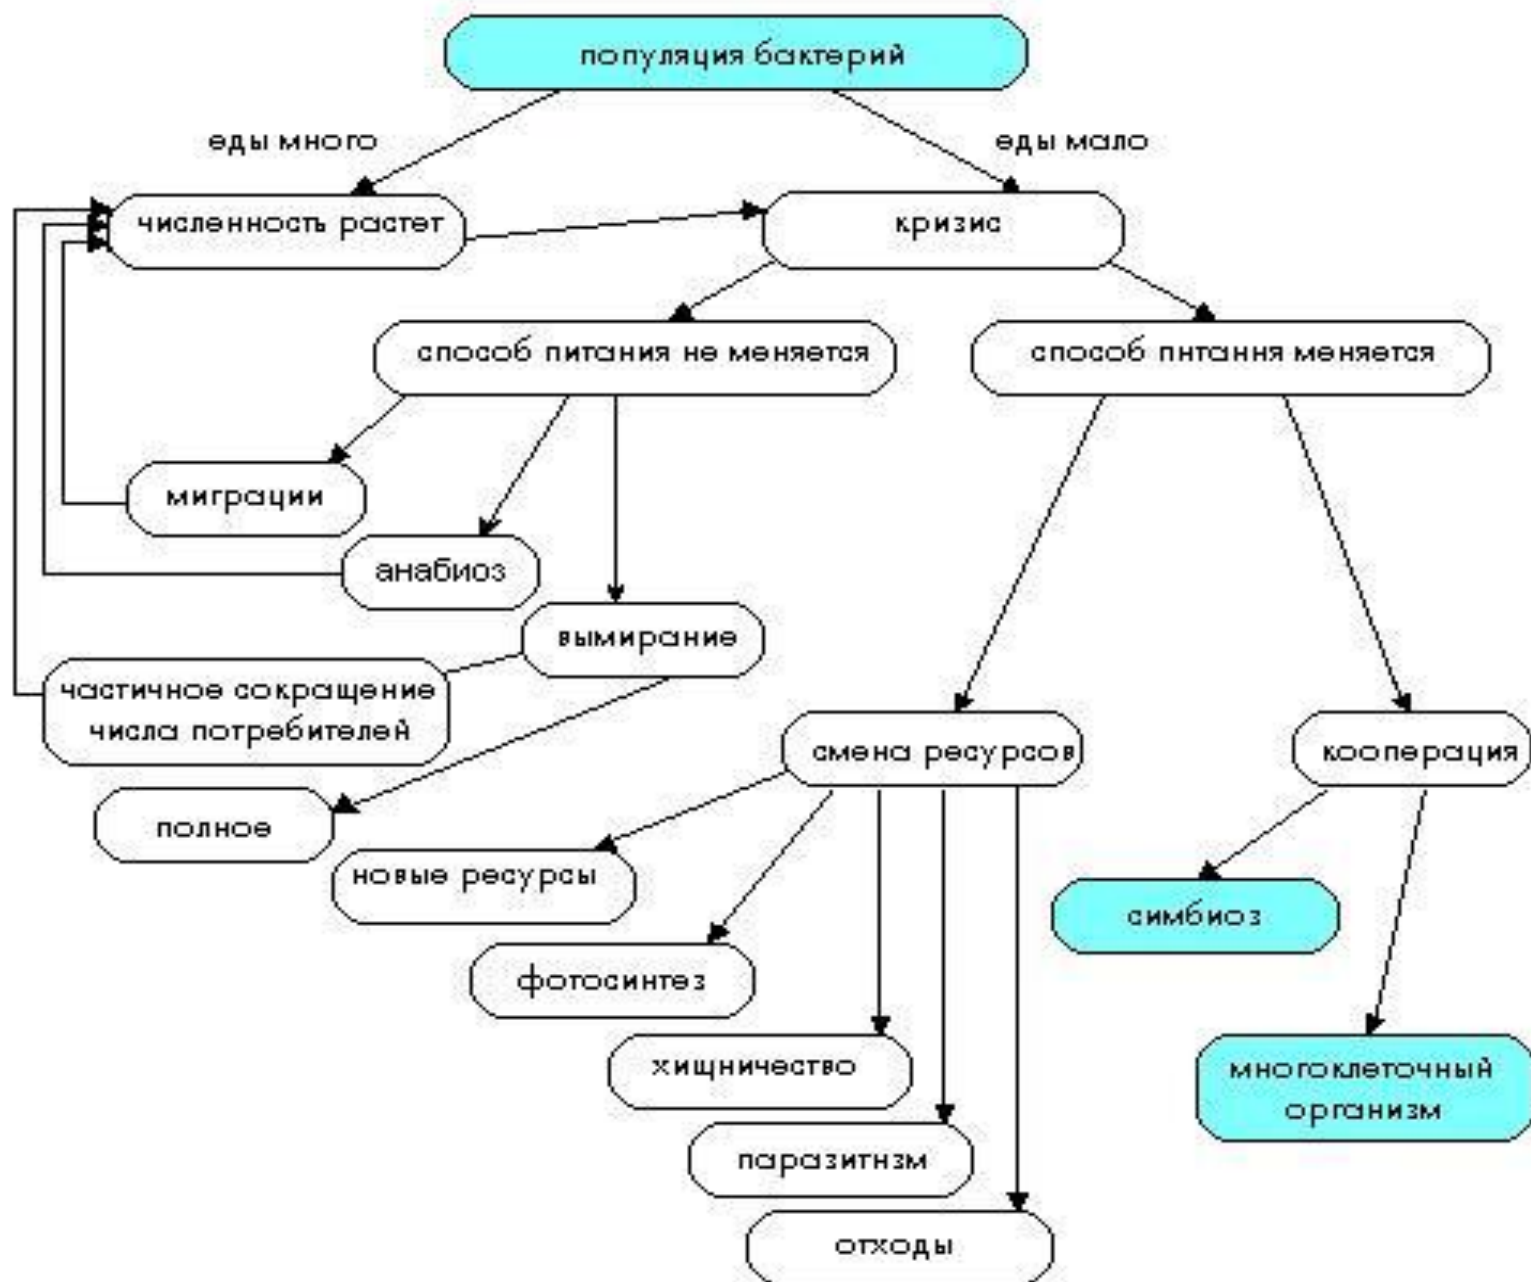 популяция бактерий
еды много
еды мало
численность растет
кризис
способ питания не меняется
способ питания меняется
миграции
анабиоз
вымирание
частичное сокращение
числа потребителей
смена ресурсов
кооперация
полное
новые ресурсы
симбиоз
фотосинтез
хищничество
многоклеточный
организм
паразитизм
отходы